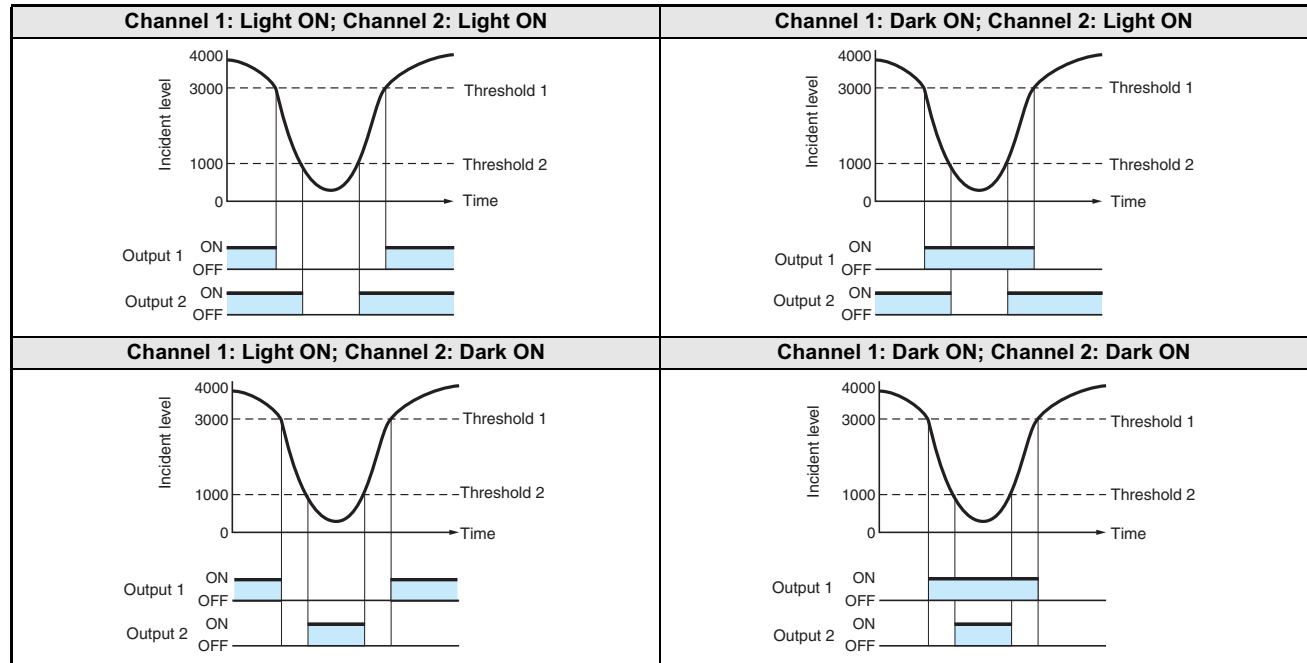 Channel 1: Light ON; Channel 2: Light ON
4000
3000
1000
0
Incident level
Threshold 1
Threshold 2
Time
Output 1
ON
OFF
Output 2
ON
OFF
Channel 1: Dark ON; Channel 2: Light ON
4000
3000
1000
0
Incident level
Threshold 1
Threshold 2
Time
Output 1
ON
OFF
Output 2
ON
OFF
Channel 1: Light ON; Channel 2: Dark ON
4000
3000
1000
0
Incident level
Threshold 1
Threshold 2
Time
Output 1
ON
OFF
Output 2
ON
OFF
Channel 1: Dark ON; Channel 2: Dark ON
4000
3000
1000
0
Incident level
Threshold 1
Threshold 2
Time
Output 1
ON
OFF
Output 2
ON
OFF